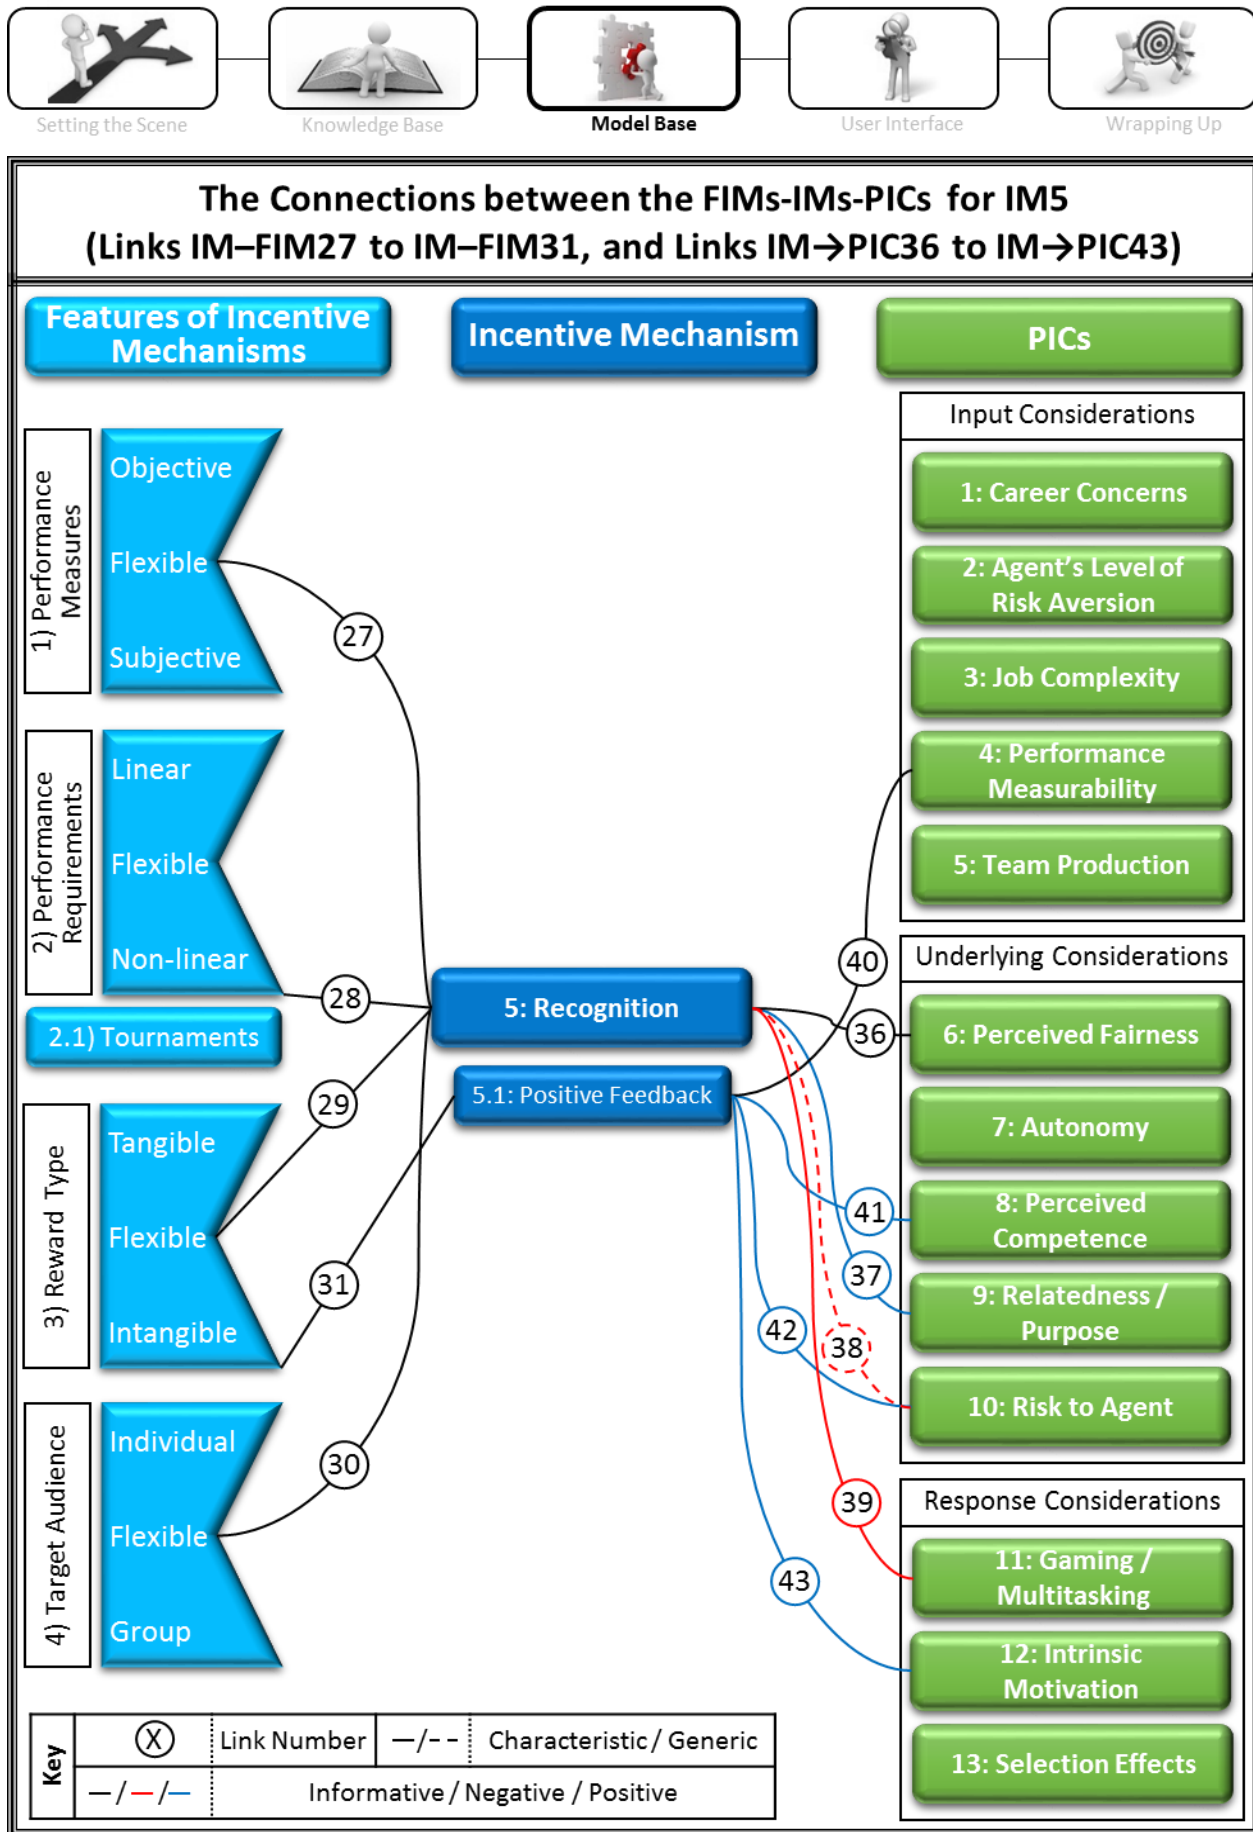 Setting the Scene
Knowledge Base
Model Base
User Interface
Wrapping Up
The Connections between the FIMs-IMs-PICs for IM5
(Links IM–FIM27 to IM–FIM31, and Links IM→PIC36 to IM→PIC43)
Features of Incentive
Mechanisms
Incentive Mechanism
PICs
1) Performance
Measures
Objective
Flexible
Subjective
2) Performance
Requirements
Linear
Flexible
Non-linear
2.1) Tournaments
3) Reward Type
Tangible
Flexible
Intangible
4) Target Audience
Individual
Flexible
Group
27
28
29
31
30
5: Recognition
5.1: Positive Feedback
40
36
41
37
42
38
39
43
Input Considerations
1: Career Concerns
2: Agent's Level of
Risk Aversion
3: Job Complexity
4: Performance
Measurability
5: Team Production
Underlying Considerations
6: Perceived Fairness
7: Autonomy
8: Perceived
Competence
9: Relatedness /
Purpose
10: Risk to Agent
Response Considerations
11: Gaming /
Multitasking
12: Intrinsic
Motivation
13: Selection Effects
Key
X
Link Number
—/-- Characteristic / Generic
—/—/— Informative / Negative / Positive